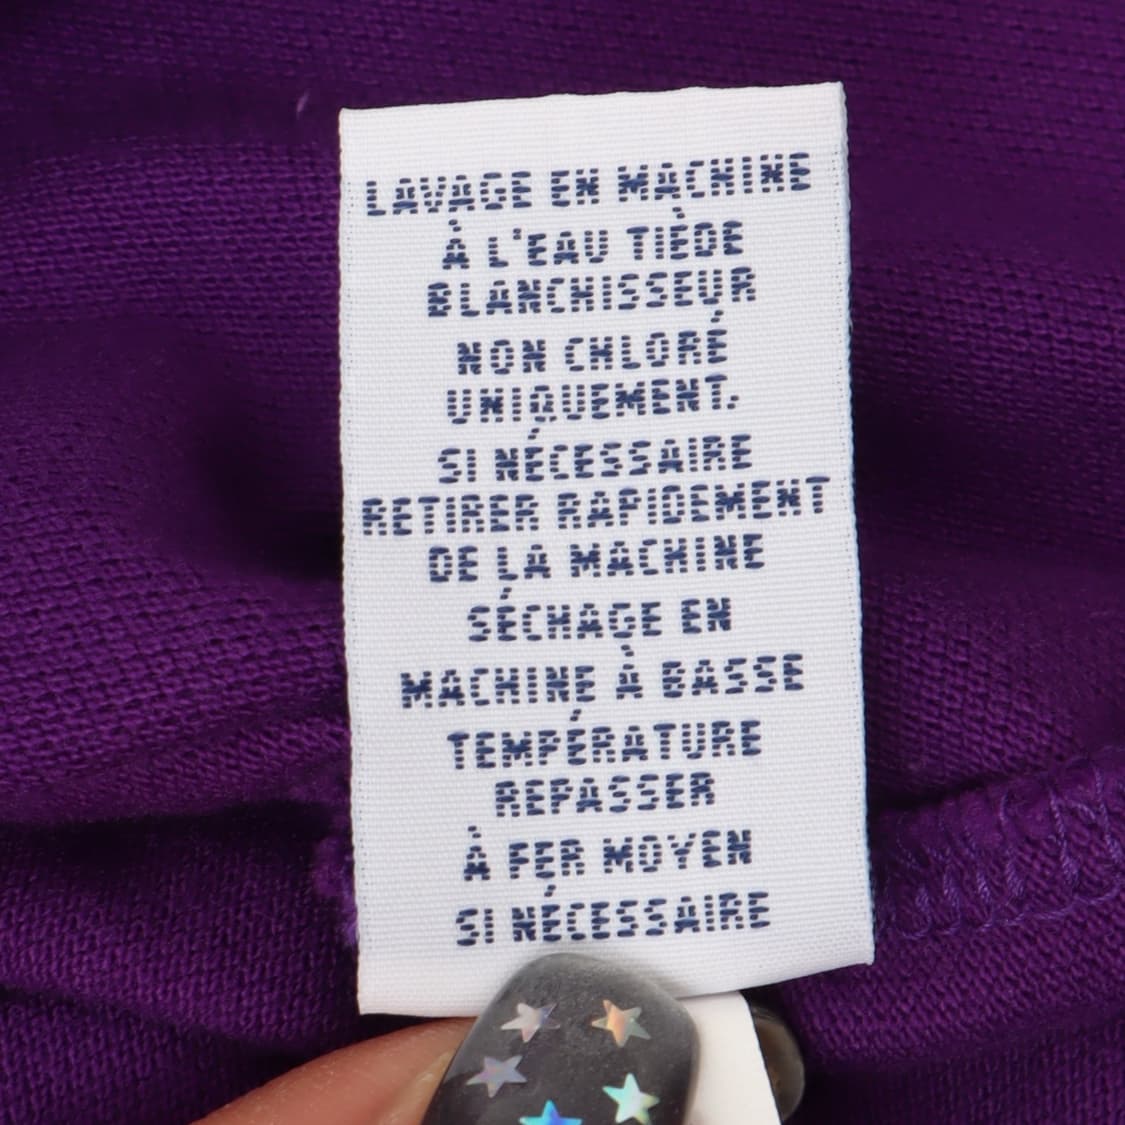 LAVAGE EN MACHINE
À L'EAU TIÈDE
BLANCHISSEUR
NON CHLORÉ
UNIQUEMENT.
SI NÉCESSAIRE
RETIRER RAPIDEMENT
DE LA MACHINE
SÉCHAGE EN
MACHINE À BASSE
TEMPÉRATURE
REPASSER
À FER MOYEN
SI NÉCESSAIRE